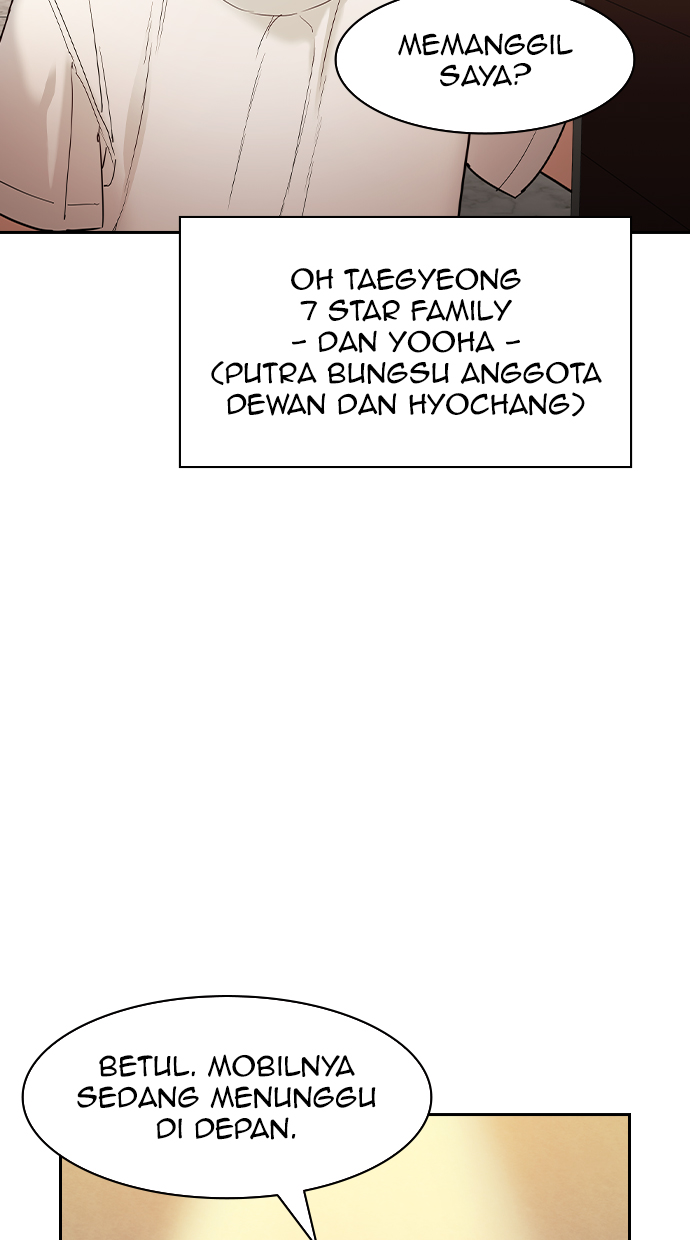 MEMANGGIL
SAYA?
OH TAEGYEONG
7 STAR FAMILY
- DAN YOOHA -
(PUTRA BUNGSU ANGGOTA
DEWAN DAN HYOCHANG)
BETUL. MOBILNYA
SEDANG MENUNGGU
DI DEPAN.